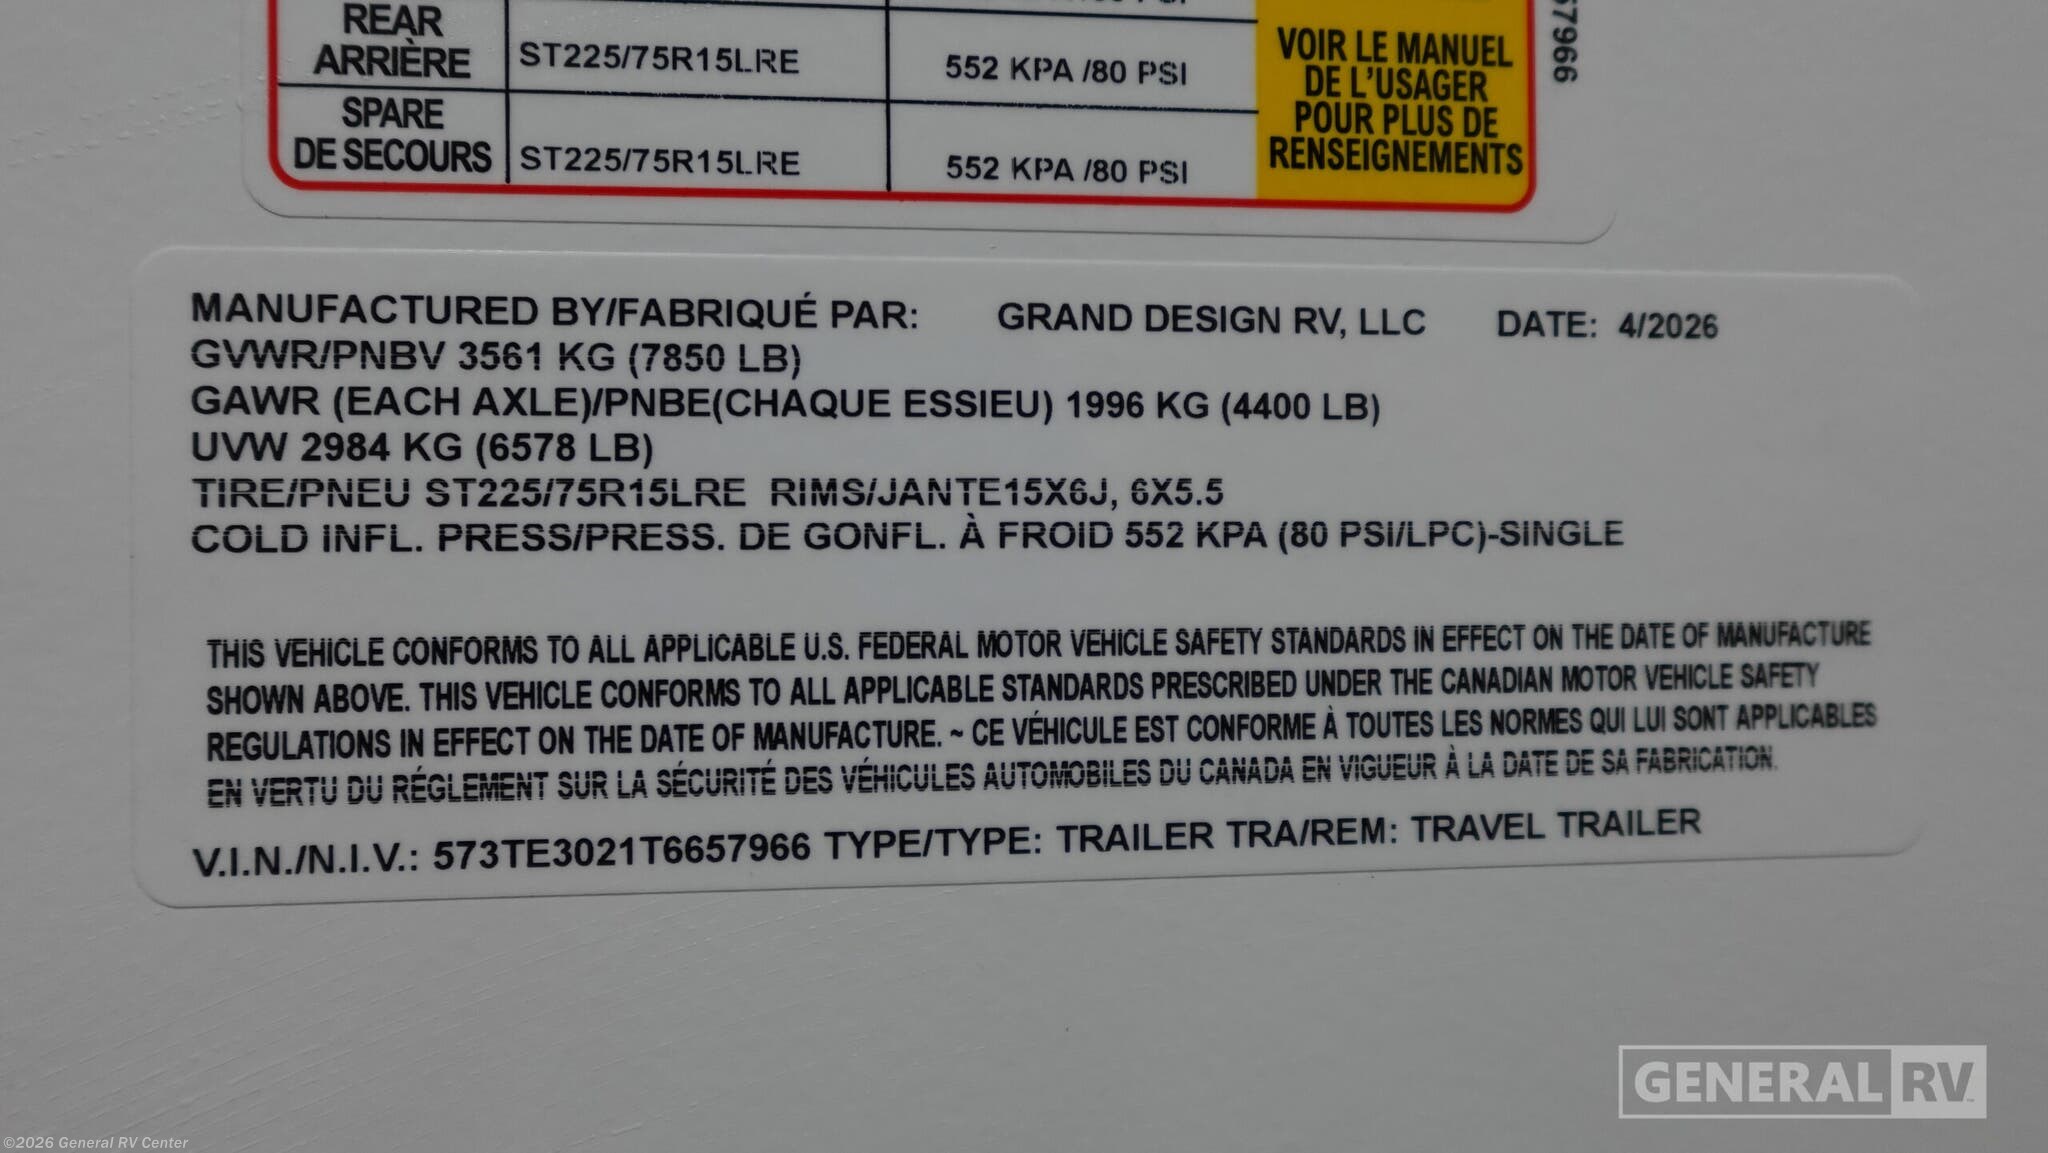 REAR
ARRIÈRE
ST225/75R15LRE
552 KPA /80 PSI
SPARE
DE SECOURS
ST225/75R15LRE
552 KPA /80 PSI
VOIR LE MANUEL
DE L'USAGER
POUR PLUS DE
RENSEIGNEMENTS
57966
MANUFACTURED BY/FABRIQUÉ PAR: GRAND DESIGN RV, LLC DATE: 4/2026
GVWR/PNBV 3561 KG (7850 LB)
GAWR (EACH AXLE)/PNBE(CHAQUE ESSIEU) 1996 KG (4400 LB)
UVW 2984 KG (6578 LB)
TIRE/PNEU ST225/75R15LRE RIMS/JANTE15X6J, 6X5.5
COLD INFL. PRESS/PRESS. DE GONFL. À FROID 552 KPA (80 PSI/LPC)-SINGLE
THIS VEHICLE CONFORMS TO ALL APPLICABLE U.S. FEDERAL MOTOR VEHICLE SAFETY STANDARDS IN EFFECT ON THE DATE OF MANUFACTURE
SHOWN ABOVE. THIS VEHICLE CONFORMS TO ALL APPLICABLE STANDARDS PRESCRIBED UNDER THE CANADIAN MOTOR VEHICLE SAFETY
REGULATIONS IN EFFECT ON THE DATE OF MANUFACTURE. ~ CE VÉHICULE EST CONFORME À TOUTES LES NORMES QUI LUI SONT APPLICABLES
EN VERTU DU RÉGLEMENT SUR LA SÉCURITÉ DES VÉHICULES AUTOMOBILES DU CANADA EN VIGUEUR À LA DATE DE SA FABRICATION.
V.I.N./N.I.V.: 573TE3021T6657966 TYPE/TYPE: TRAILER TRA/REM: TRAVEL TRAILER
GENERAL RV
©2026 General RV Center